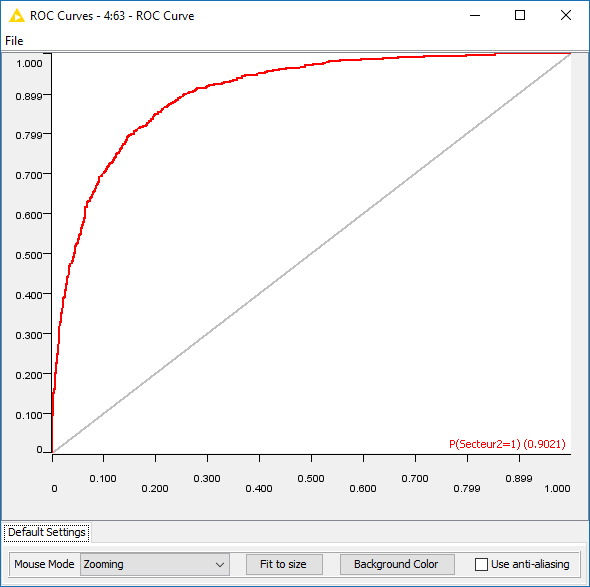 ROC Curves - 4:63 - ROC Curve
File
1.000
0.899
0.799
0.700
0.600
0.500
0.400
0.300
0.200
0.100
0
P(Secteur2=1) (0.9021)
0.100 0.300 0.500 0.700 0.899
0 0.200 0.400 0.600 0.799 1.000
Default Settings
Mouse Mode Zooming Fit to size Background Color Use anti-aliasing